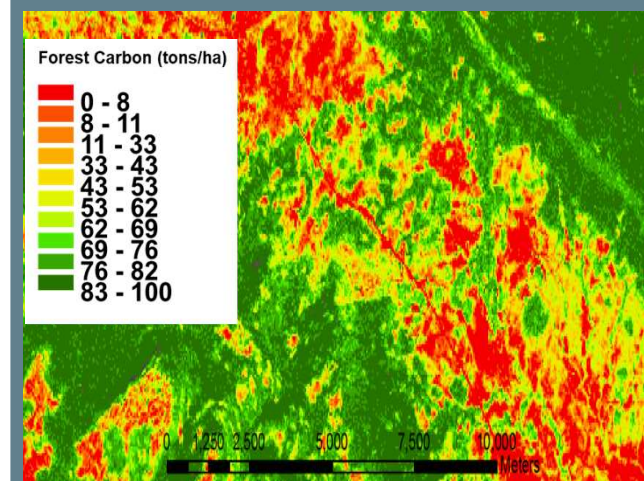 Forest Carbon (tons/ha)
0 - 8
8 - 11
11 - 33
33 - 43
43 - 53
53 - 62
62 - 69
69 - 76
76 - 82
83 - 100
0 1,250 2,500 5,000 7,500 10,000
Meters